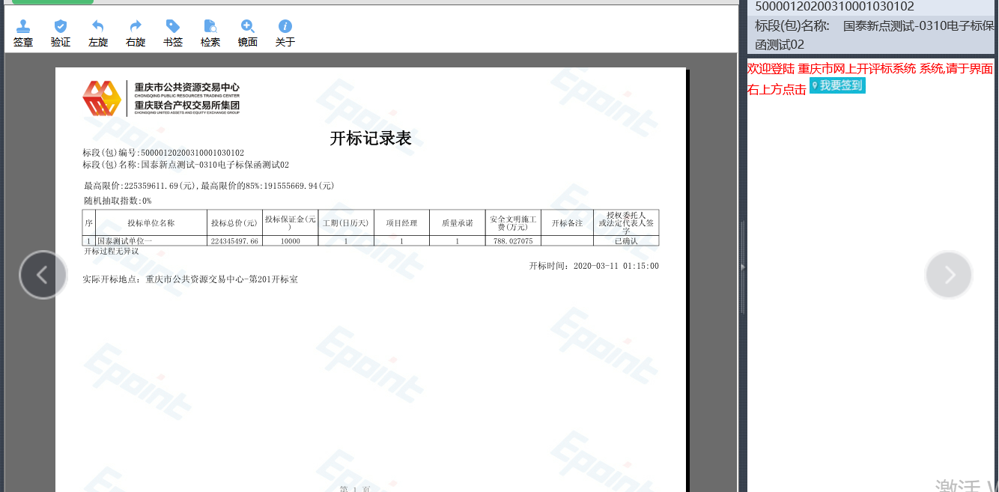 签章 验证 左旋 右旋 书签 检索 镜面 关于
重庆市公共资源交易中心
CHONGQING PUBLIC RESOURCES TRADING CENTER
重庆联合产权交易所集团
CHONGQING UNITED ASSETS AND EQUITY EXCHANGE GROUP
开标记录表
标段(包)编号:50000120200310001030102
标段(包)名称:国泰新点测试-0310电子标保函测试02
最高限价:225359611.69(元),最高限价的85%:191555669.94(元)
随机抽取指数:0%
序 投标单位名称 投标总价(元) 投标保证金(元) 工期(日历天) 项目经理 质量承诺 安全文明施工费(万元) 开标备注 授权委托人或法定代表人签字
1 国泰测试单位一 224345497.66 10000 1 1 1 788.027075 已确认
开标过程无异议
开标时间: 2020-03-11 01:15:00
实际开标地点: 重庆市公共资源交易中心-第201开标室
第 1 页
50000120200310001030102
标段(包)名称: 国泰新点测试-0310电子标保
函测试02
欢迎登陆 重庆市网上开评标系统 系统,请于界面
右上方点击 我要签到
Epoint
Epoint
Epoint
Epoint
Epoint
Epoint
Epoint
Epoint
Epoint
Epoint
Epoint
Epoint
激活